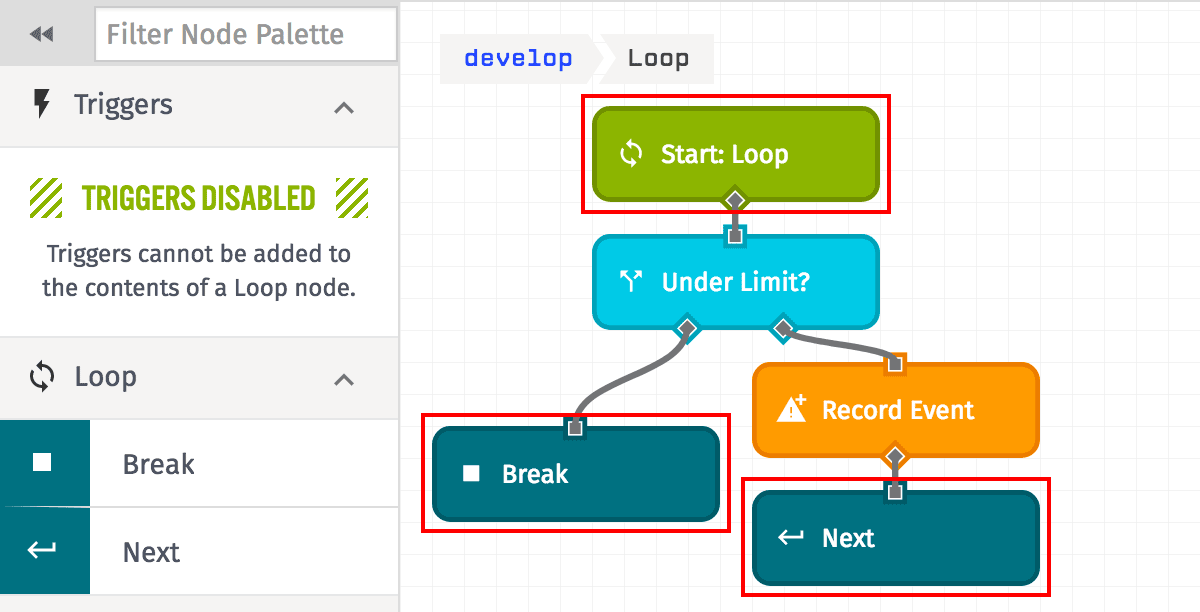 Filter Node Palette
Triggers
TRIGGERS DISABLED
Triggers cannot be added to
the contents of a Loop node.
Loop
Break
Next
develop
Loop
Start: Loop
Under Limit?
Record Event
Break
Next